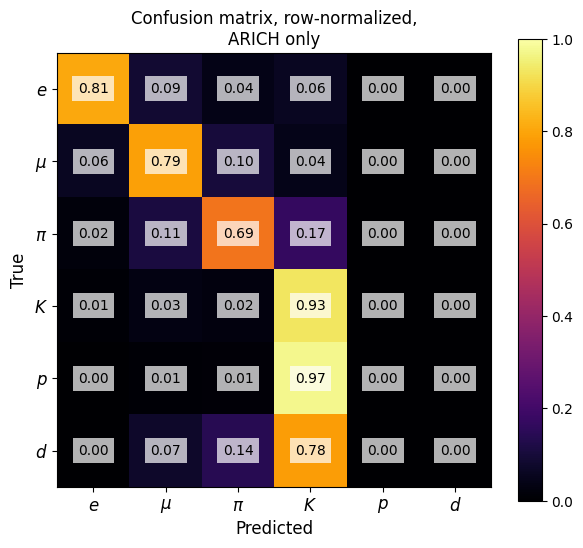 Confusion matrix, row-normalized,
ARICH only
1.0
e 0.81 0.09 0.04 0.06 0.00 0.00
0.8
μ 0.06 0.79 0.10 0.04 0.00 0.00
0.6
π 0.02 0.11 0.69 0.17 0.00 0.00
True
K 0.01 0.03 0.02 0.93 0.00 0.00
0.4
p 0.00 0.01 0.01 0.97 0.00 0.00
0.2
d 0.00 0.07 0.14 0.78 0.00 0.00
0.0
e μ π K p d
Predicted